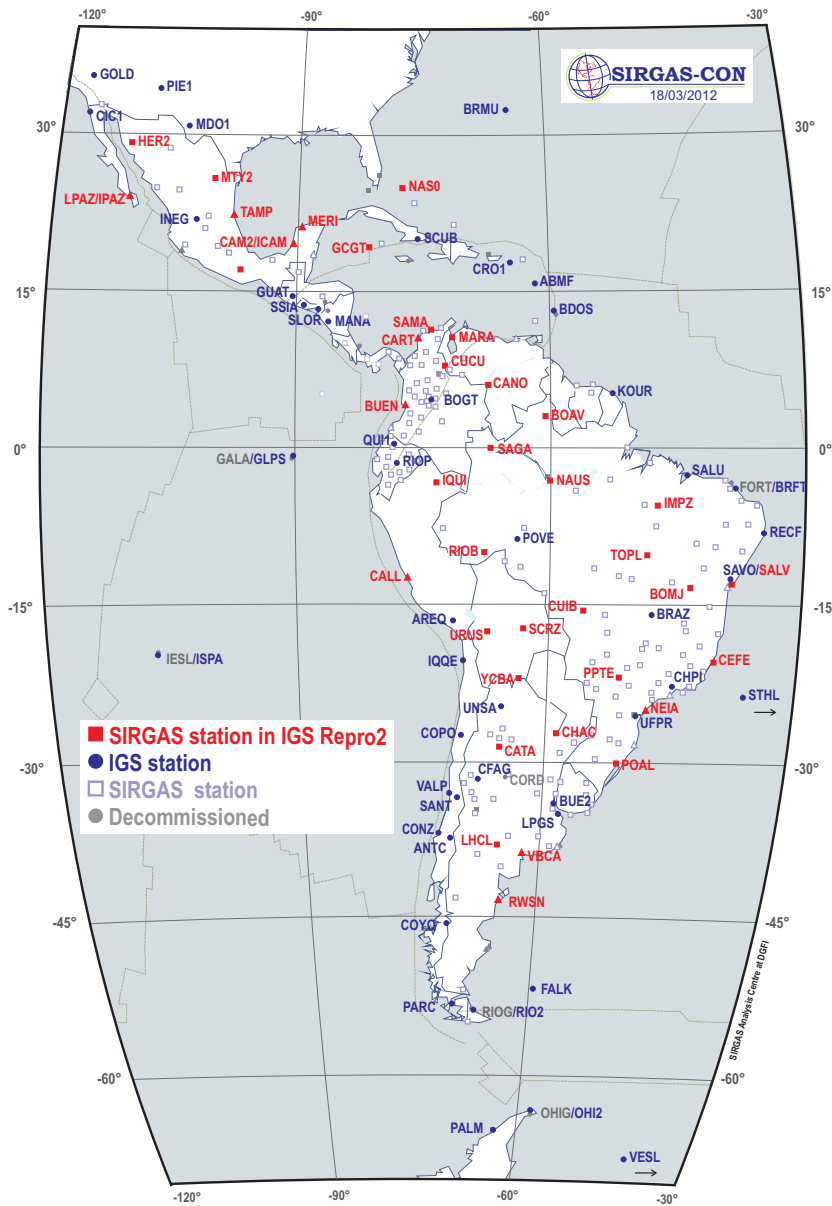 -120°
-90°
-60°
-30°
SIRGAS-CON
18/03/2012
GOLD
PIE1
CIC1
MDO1
BRMU
30°
30°
HER2
MTY2
NAS0
LPAZ/IPAZ
TAMP
INEG
MERI
CAM2/ICAM
GCGT
SCUB
CRO1
ABMF
15°
15°
GUAT
SSIA
SLOR
MANA
BDOS
SAMA
CART
MARA
CUCU
CANO
KOUR
BUEN
BOGT
BOAV
QUI1
0°
0°
GALA/GLPS
RIOP
SAGA
SALU
IQUI
NAUS
FORT/BRFT
IMPZ
RECF
POVE
RIOB
TOPL
CALL
SAVO/SALV
BOMJ
-15°
-15
CUIB
BRAZ
AREQ
URUS
SCRZ
IESL/ISPA
IQQE
CEFE
YCBA
PPTE
CHPI
STHL
UNSA
NEIA
UFPR
COPO
CHAC
CATA
SIRGAS station in IGS Repro2
IGS station
SIRGAS station
Decommissioned
-30°
-30°
POAL
CFAG
CORD
VALP
SANT
BUE2
LPGS
CONZ
ANTC
LHCL
VBCA
RWSN
-45°
-45°
COYO
FALK
PARC
RIOG/RIO2
SIRGAS Analysis Centre at DGFI
-60°
-60°
OHIG/OHI2
PALM
VESL
-120°
-90°
-60°
-30°